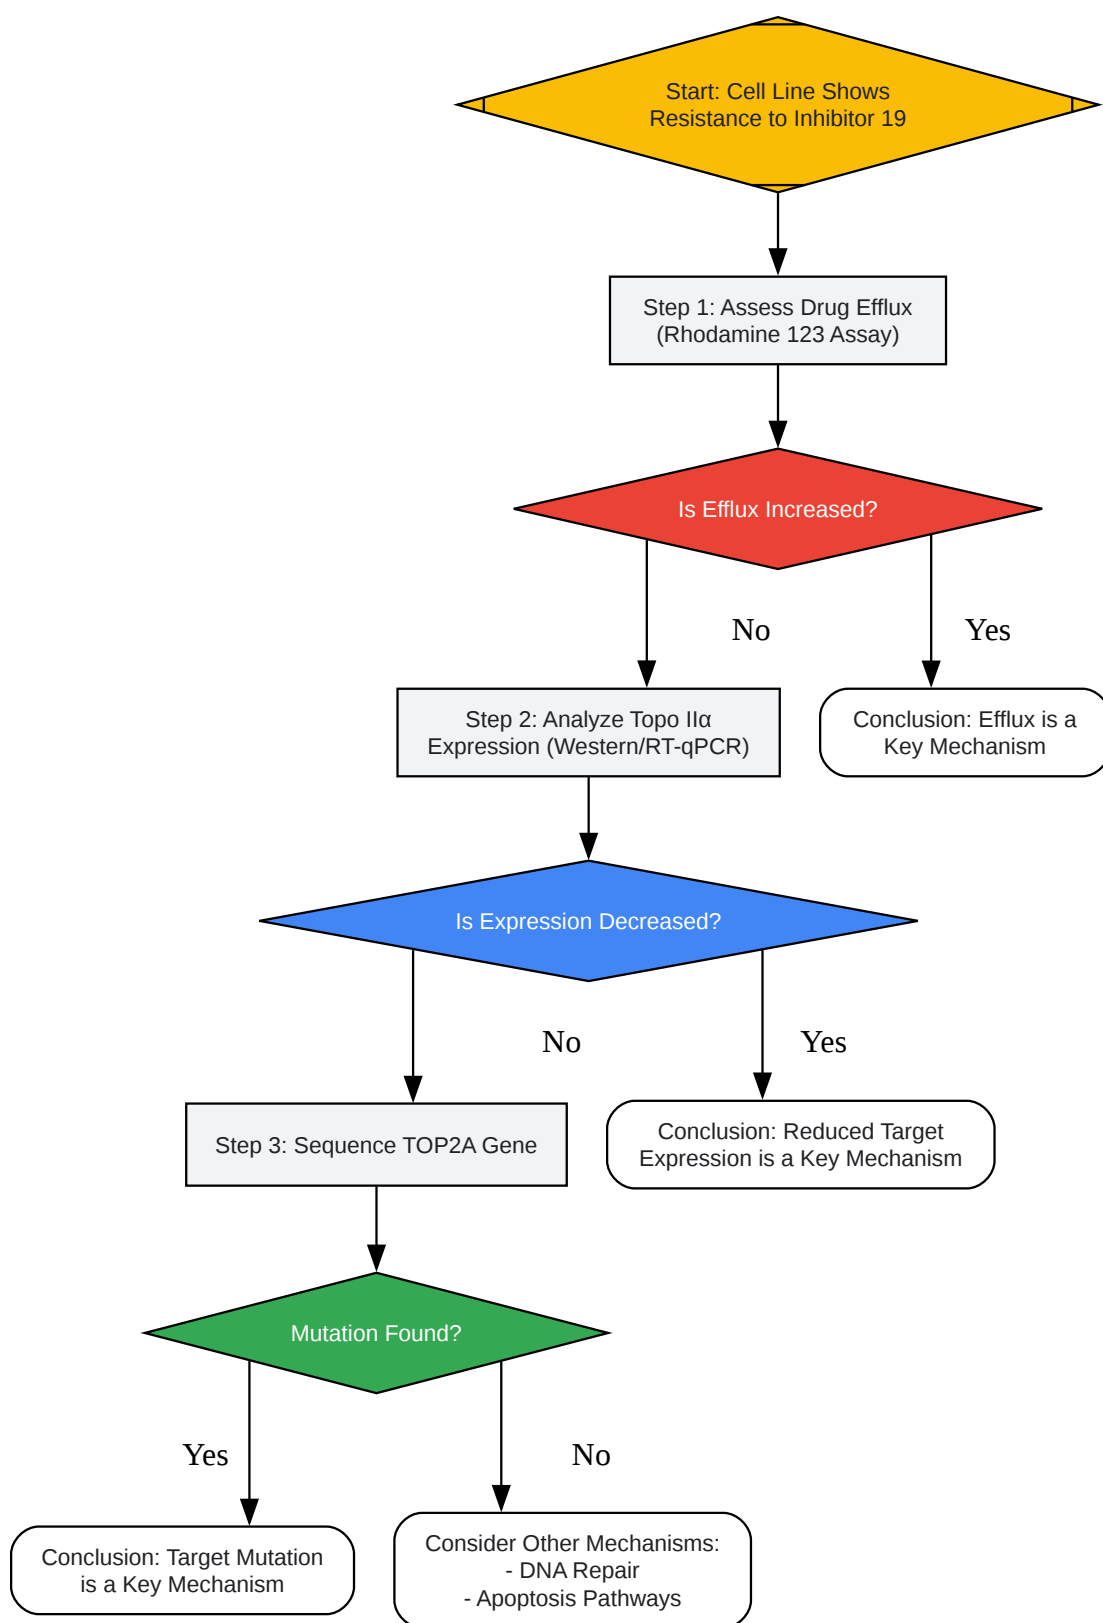 Start: Cell Line Shows
Resistance to Inhibitor 19
Step 1: Assess Drug Efflux
(Rhodamine 123 Assay)
Is Efflux Increased?
No
Yes
Step 2: Analyze Topo IIα
Expression (Western/RT-qPCR)
Conclusion: Efflux is a
Key Mechanism
Is Expression Decreased?
No
Yes
Step 3: Sequence TOP2A Gene
Conclusion: Reduced Target
Expression is a Key Mechanism
Mutation Found?
Yes
No
Conclusion: Target Mutation
is a Key Mechanism
Consider Other Mechanisms:
- DNA Repair
- Apoptosis Pathways